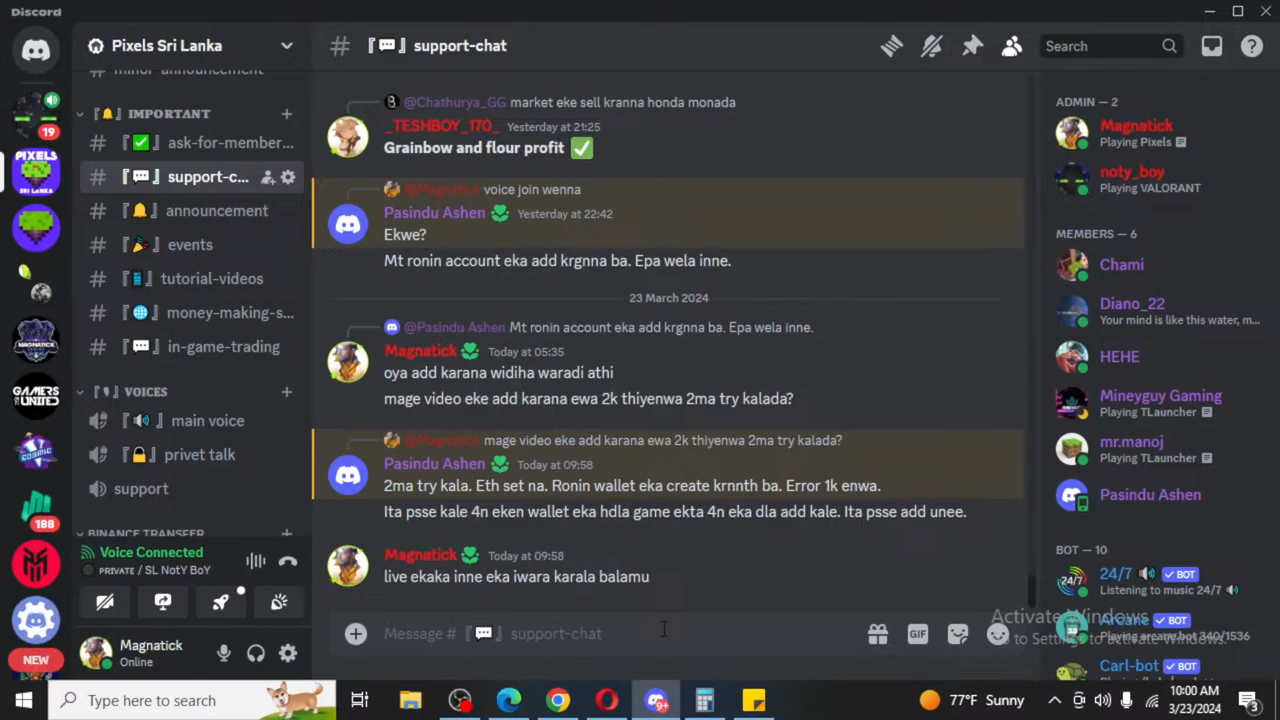 Discord
Pixels Sri Lanka
minor-announcement
IMPORTANT
ask-for-member...
support-c...
announcement
events
tutorial-videos
money-making-s...
in-game-trading
VOICES
main voice
privet talk
support
BINANCE TRANSFER
Voice Connected
PRIVATE / SL NotY BoY
Magnatick
Online
19
188
NEW
# 『💬』 support-chat
Search
@Chathurya_GG market eke sell kranna honda monada
_TESHBOY_170_ Yesterday at 21:25
Grainbow and flour profit ✅
@Magnatick voice join wenna
Pasindu Ashen Yesterday at 22:42
Ekwe?
Mt ronin account eka add krgnna ba. Epa wela inne.
23 March 2024
@Pasindu Ashen Mt ronin account eka add krgnna ba. Epa wela inne.
Magnatick Today at 05:35
oya add karana widiha waradi athi
mage video eke add karana ewa 2k thiyenwa 2ma try kalada?
@Magnatick mage video eke add karana ewa 2k thiyenwa 2ma try kalada?
Pasindu Ashen Today at 09:58
2ma try kala. Eth set na. Ronin wallet eka create krnnth ba. Error 1k enwa.
Ita psse kale 4n eken wallet eka hdla game ekta 4n eka dla add kale. Ita psse add unee.
Magnatick Today at 09:58
live ekaka inne eka iwara karala balamu
Message # 『💬』 support-chat
GIF
ADMIN — 2
Magnatick
Playing Pixels
noty_boy
Playing VALORANT
MEMBERS — 6
Chami
Diano_22
Your mind is like this water, m...
HEHE
Mineyguy Gaming
Playing TLauncher
mr.manoj
Playing TLauncher
Pasindu Ashen
BOT — 10
24/7 🔊 BOT
Listening to music 24/7 🔊
Arcane BOT
Playing arcane.bot 340/1536
Carl-bot BOT
Activate Windows
Go to Settings to activate Windows.
Type here to search
9+
77°F Sunny
10:00 AM
3/23/2024
3